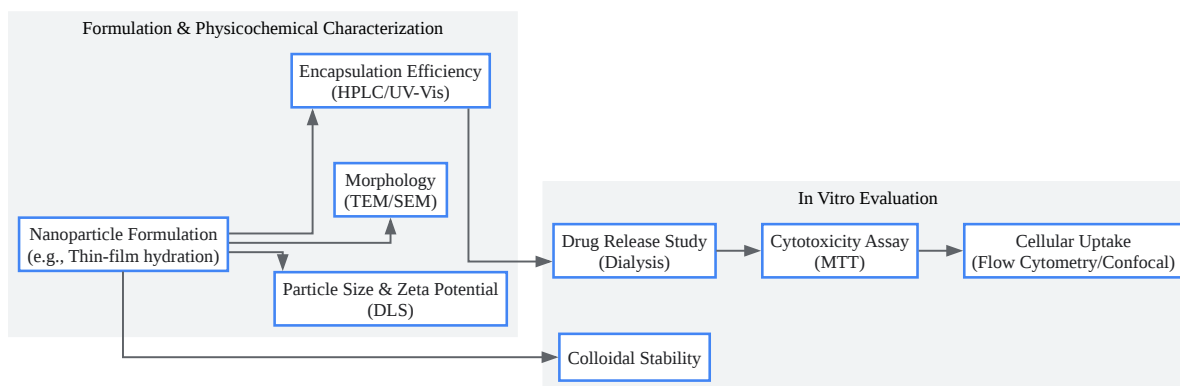 Formulation & Physicochemical Characterization
Encapsulation Efficiency
(HPLC/UV-Vis)
Morphology
(TEM/SEM)
Nanoparticle Formulation
(e.g., Thin-film hydration)
Particle Size & Zeta Potential
(DLS)
In Vitro Evaluation
Drug Release Study
(Dialysis)
Cytotoxicity Assay
(MTT)
Cellular Uptake
(Flow Cytometry/Confocal)
Colloidal Stability